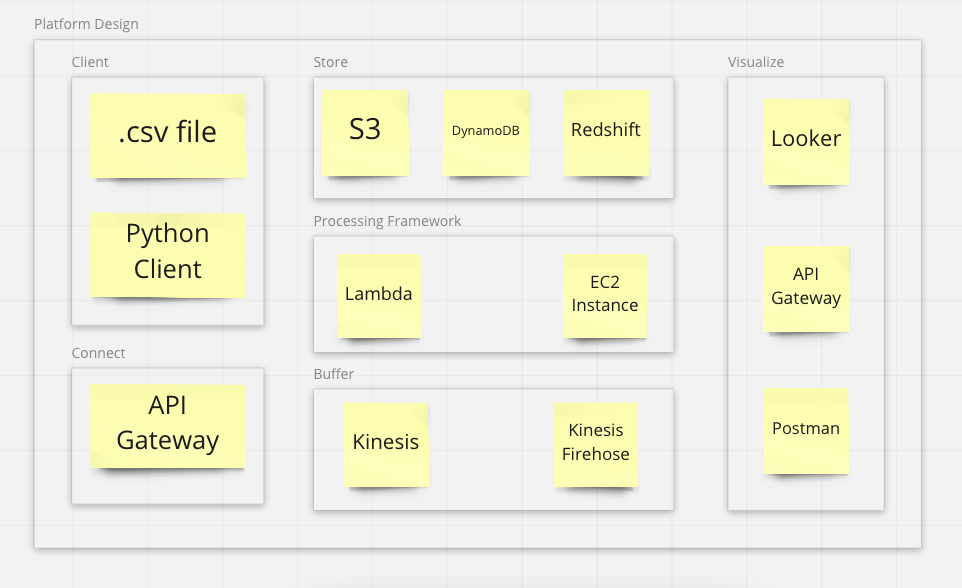 Platform Design
Client
.csv file
Python
Client
Connect
API
Gateway
Store
S3
DynamoDB
Redshift
Processing Framework
Lambda
EC2
Instance
Buffer
Kinesis
Kinesis
Firehose
Visualize
Looker
API
Gateway
Postman